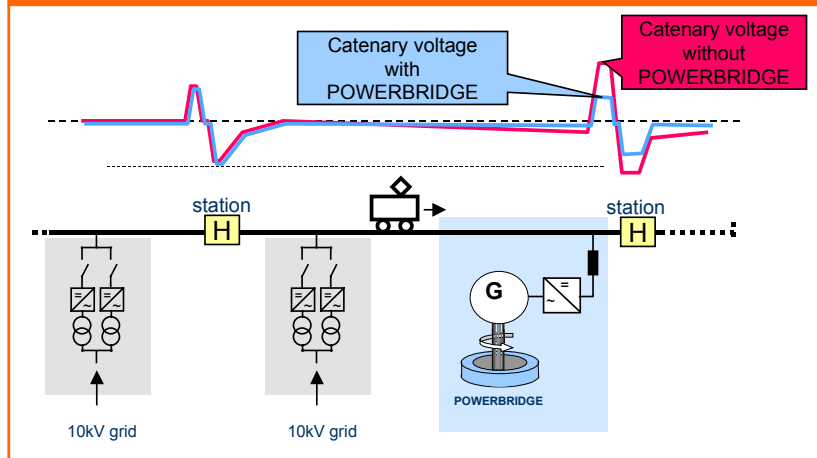 Catenary voltage
with
POWERBRIDGE
Catenary voltage
without
POWERBRIDGE
station
H
station
H
G
=
~
=
~
=
~
=
~
=
~
POWERBRIDGE
10kV grid
10kV grid